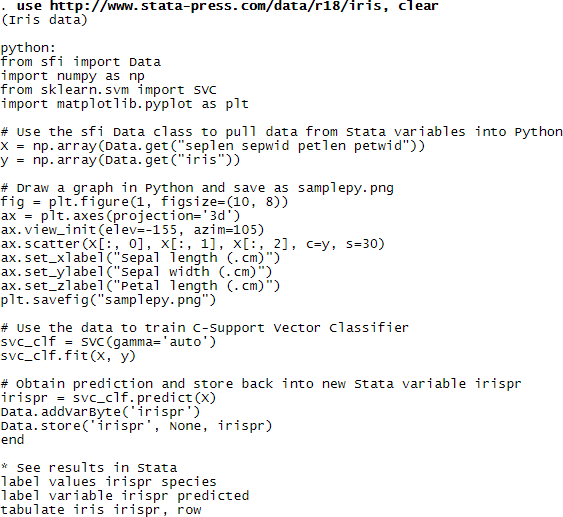 . use http://www.stata-press.com/data/r18/iris, clear
(Iris data)
python:
from sfi import Data
import numpy as np
from sklearn.svm import SVC
import matplotlib.pyplot as plt
# Use the sfi Data class to pull data from Stata variables into Python
X = np.array(Data.get("seplen sepwid petlen petwid"))
y = np.array(Data.get("iris"))
# Draw a graph in Python and save as samplepy.png
fig = plt.figure(1, figsize=(10, 8))
ax = plt.axes(projection='3d')
ax.view_init(elev=-155, azim=105)
ax.scatter(X[:, 0], X[:, 1], X[:, 2], c=y, s=30)
ax.set_xlabel("Sepal length (.cm)")
ax.set_ylabel("Sepal width (.cm)")
ax.set_zlabel("Petal length (.cm)")
plt.savefig("samplepy.png")
# Use the data to train C-Support Vector Classifier
svc_clf = SVC(gamma='auto')
svc_clf.fit(X, y)
# Obtain prediction and store back into new Stata variable irispr
irispr = svc_clf.predict(X)
Data.addVarByte('irispr')
Data.store('irispr', None, irispr)
end
* See results in Stata
label values irispr species
label variable irispr predicted
tabulate iris irispr, row